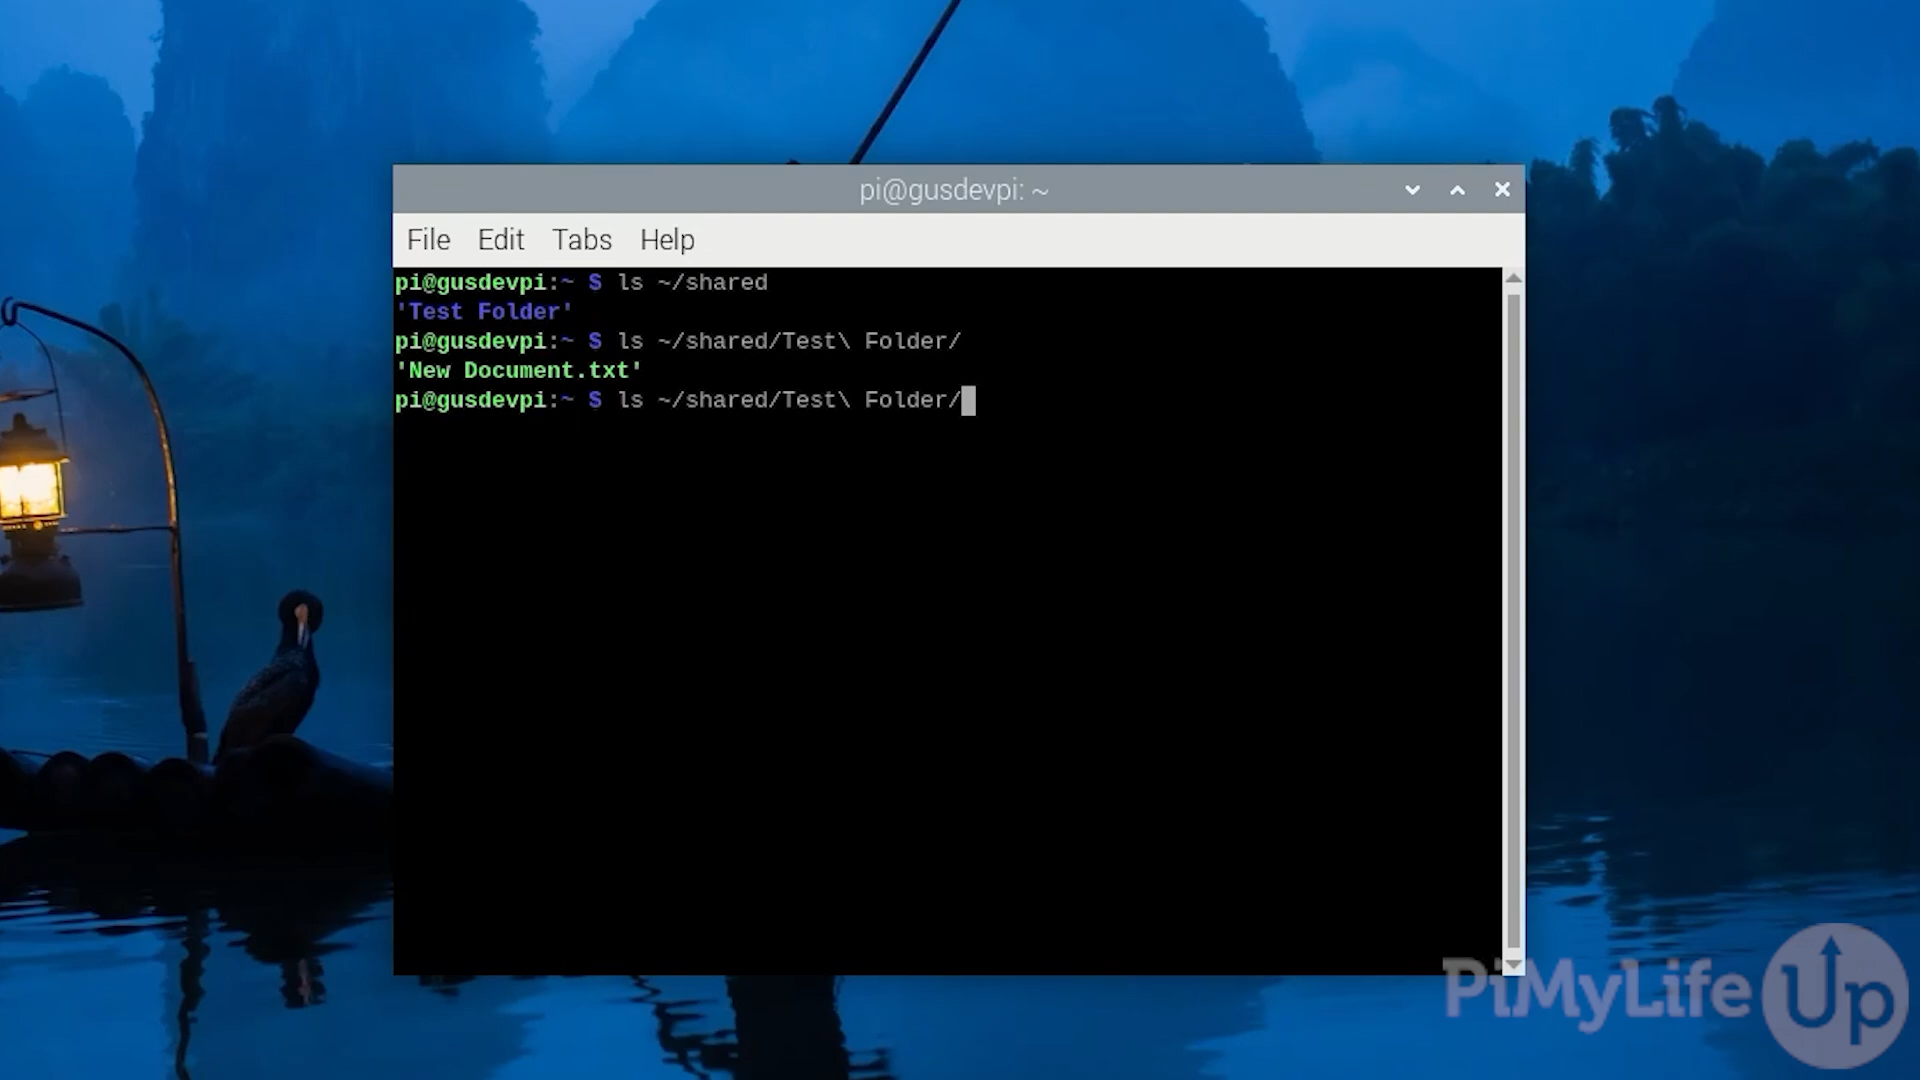 pi@gusdevpi: ~
File Edit Tabs Help
pi@gusdevpi:~ $ ls ~/shared
'Test Folder'
pi@gusdevpi:~ $ ls ~/shared/Test\ Folder/
'New Document.txt'
pi@gusdevpi:~ $ ls ~/shared/Test\ Folder/
PiMyLifeUp